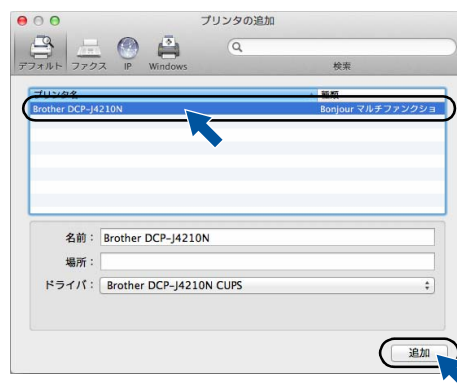 プリンタの追加
デフォルト ファクス IP Windows 検索
プリンタ名 種類
Brother DCP-J4210N Bonjour マルチファンクショ
名前： Brother DCP-J4210N
場所：
ドライバ： Brother DCP-J4210N CUPS
追加